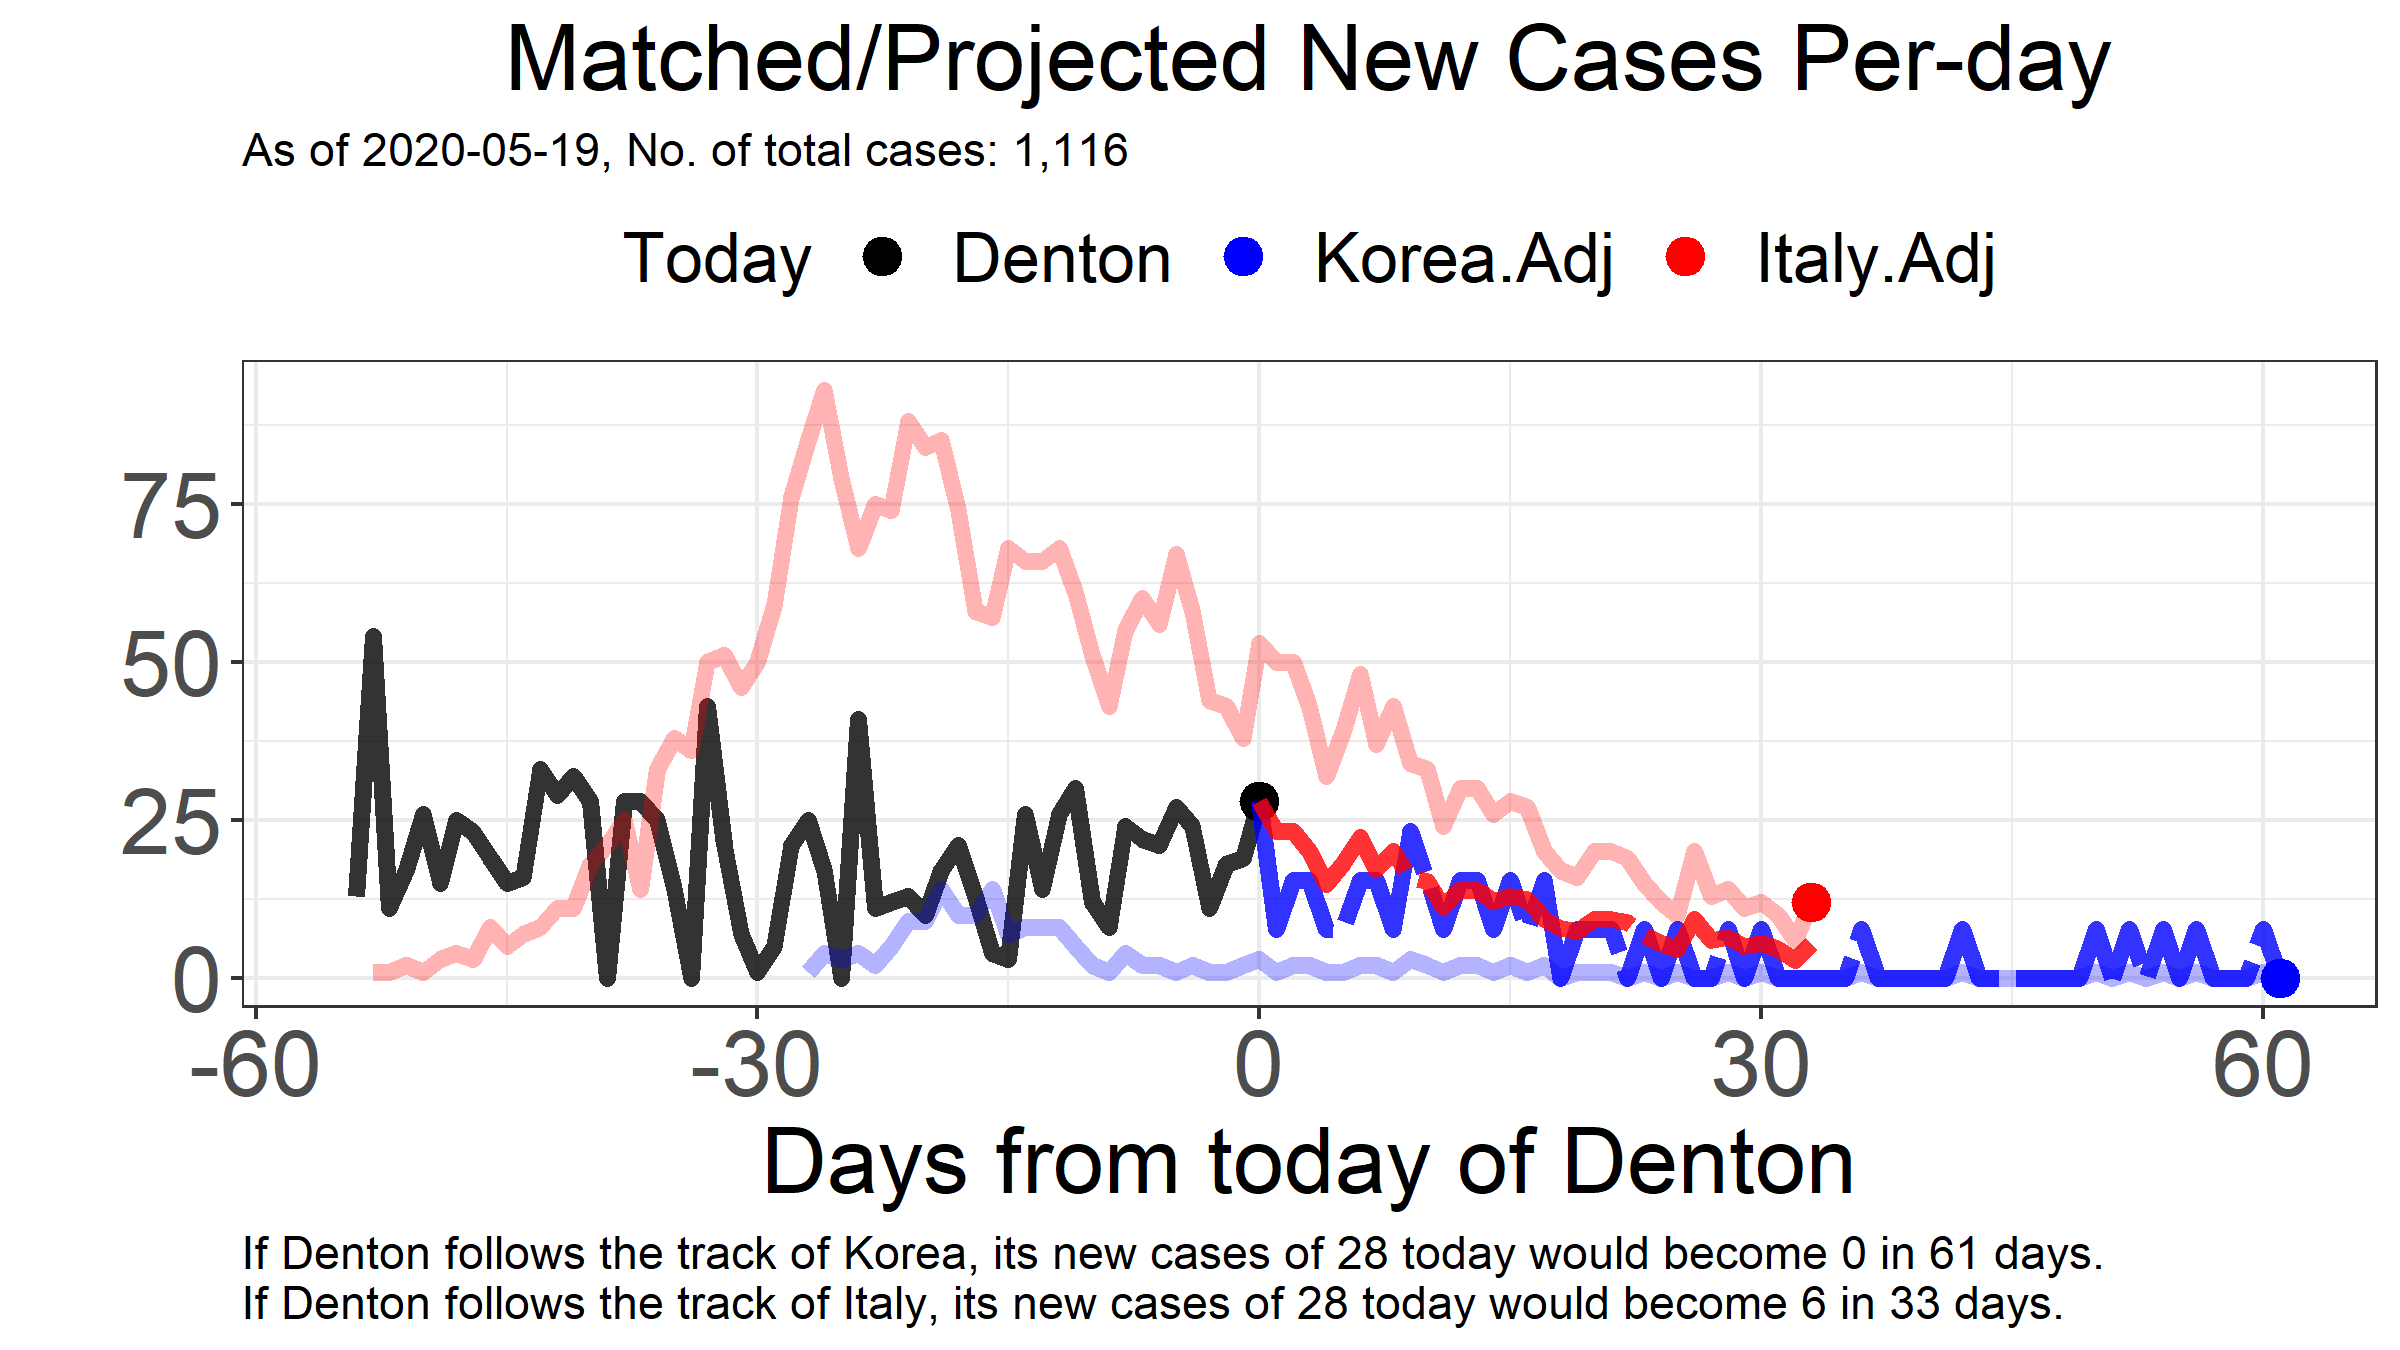 Matched/Projected New Cases Per-day
As of 2020-05-19, No. of total cases: 1,116
Today Denton Korea.Adj Italy.Adj
75
50
25
0
-60 -30 0 30 60
Days from today of Denton
If Denton follows the track of Korea, its new cases of 28 today would become 0 in 61 days.
If Denton follows the track of Italy, its new cases of 28 today would become 6 in 33 days.